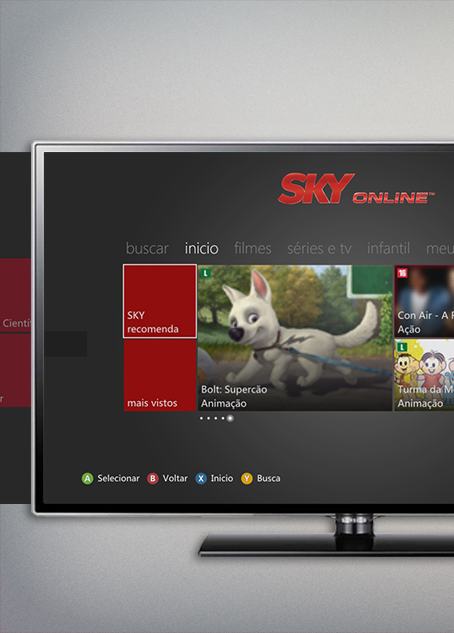 SKY ONLINE™
buscar inicio filmes séries e tv infantil meu
Cientí
SKY
recomenda
mais vistos
L
Bolt: Supercão
Animação
16
Con Air - A F
Ação
L
Turma da M
Animação
r
A Selecionar B Voltar X Inicio Y Busca